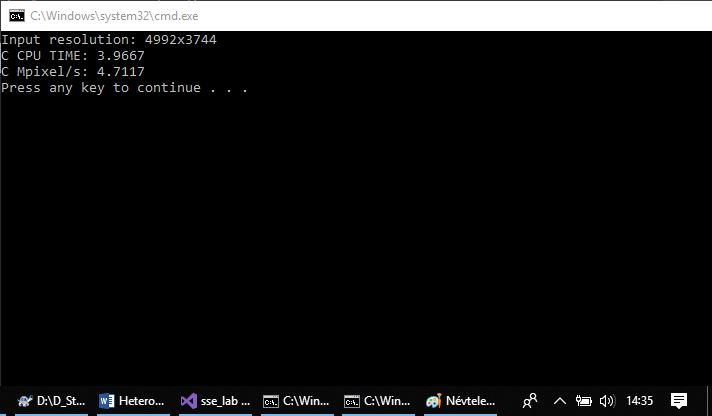 C:\Windows\system32\cmd.exe
Input resolution: 4992x3744
C CPU TIME: 3.9667
C Mpixel/s: 4.7117
Press any key to continue . . .
D:\D_St... Hetero... sse_lab ... C:\Win... C:\Win... Névtele... 14:35